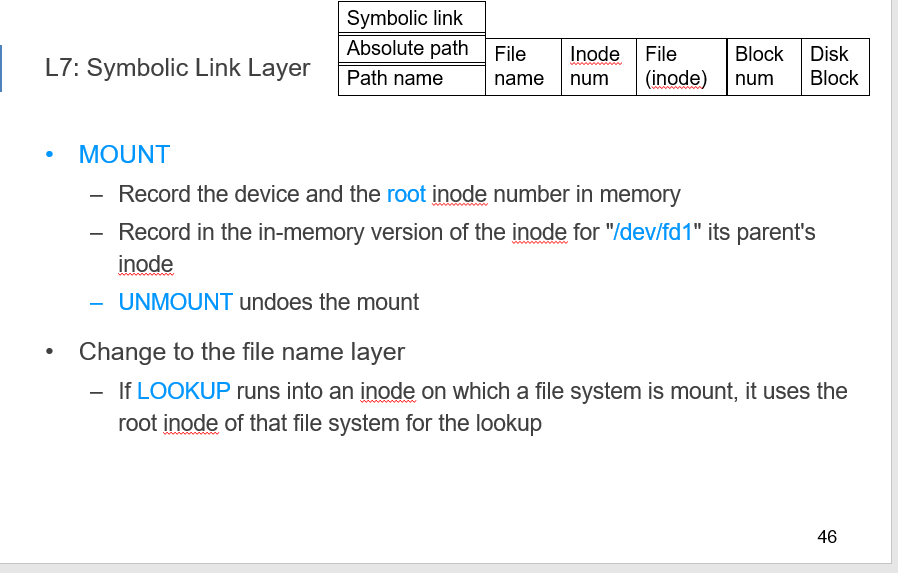 L7: Symbolic Link Layer
Symbolic link
Absolute path
Path name
File name
Inode num
File (inode)
Block num
Disk Block
• MOUNT
– Record the device and the root inode number in memory
– Record in the in-memory version of the inode for "/dev/fd1" its parent's
inode
– UNMOUNT undoes the mount
• Change to the file name layer
– If LOOKUP runs into an inode on which a file system is mount, it uses the
root inode of that file system for the lookup
46